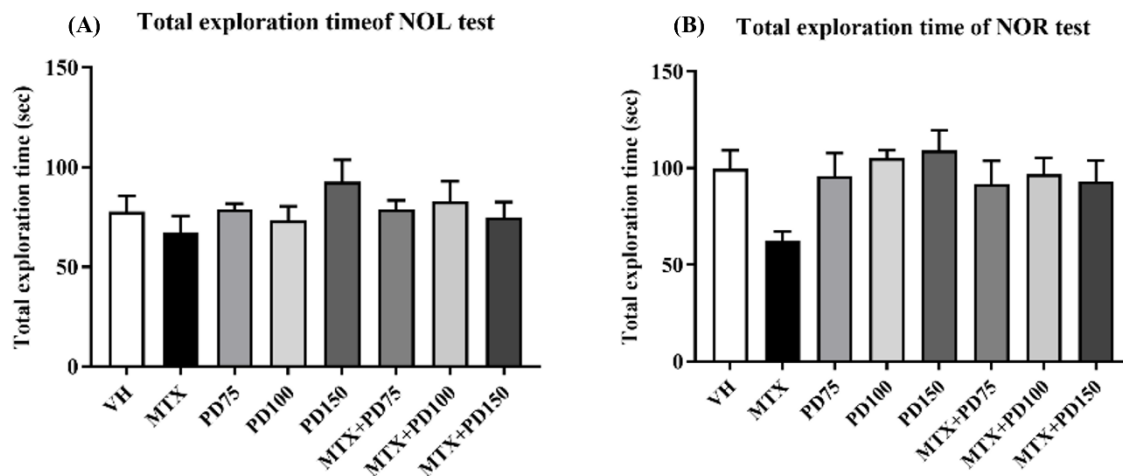 (A) Total exploration timeof NOL test
Total exploration time (sec)
150
100
50
0
VH
MTX
PD75
PD100
PD150
MTX+PD75
MTX+PD100
MTX+PD150
(B) Total exploration time of NOR test
Total exploration time (sec)
150
100
50
0
VH
MTX
PD75
PD100
PD150
MTX+PD75
MTX+PD100
MTX+PD150